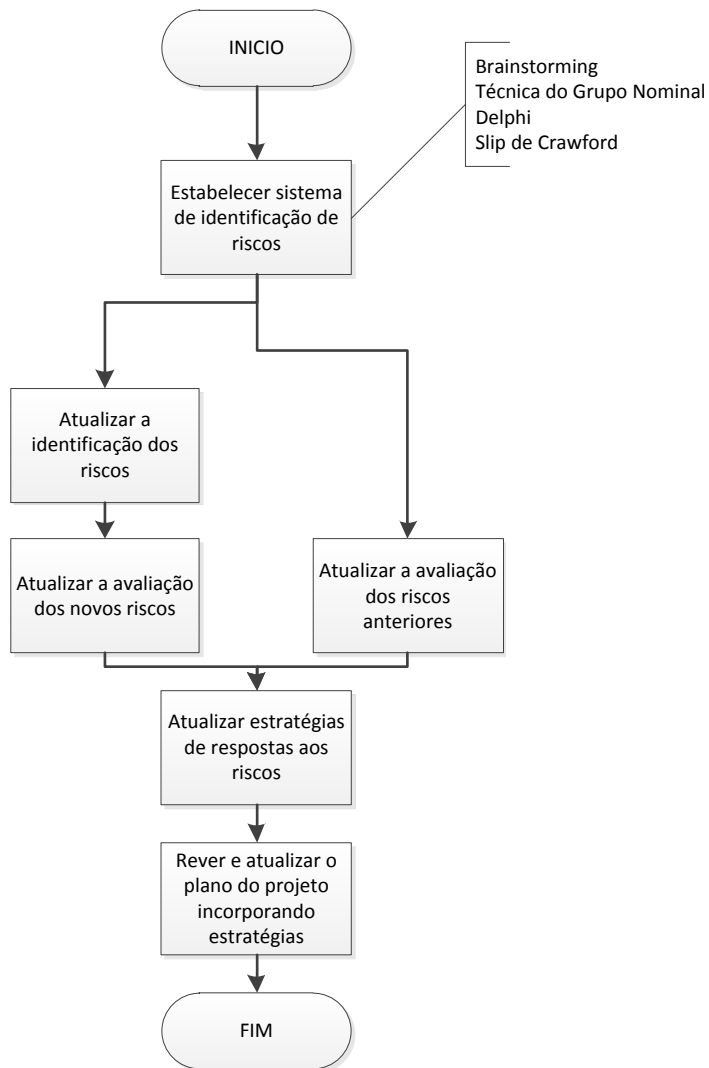 INICIO
Brainstorming
Técnica do Grupo Nominal
Delphi
Slip de Crawford
Estabelecer sistema
de identificação de
riscos
Atualizar a
identificação dos
riscos
Atualizar a avaliação
dos novos riscos
Atualizar a avaliação
dos riscos
anteriores
Atualizar estratégias
de respostas aos
riscos
Rever e atualizar o
plano do projeto
incorporando
estratégias
FIM